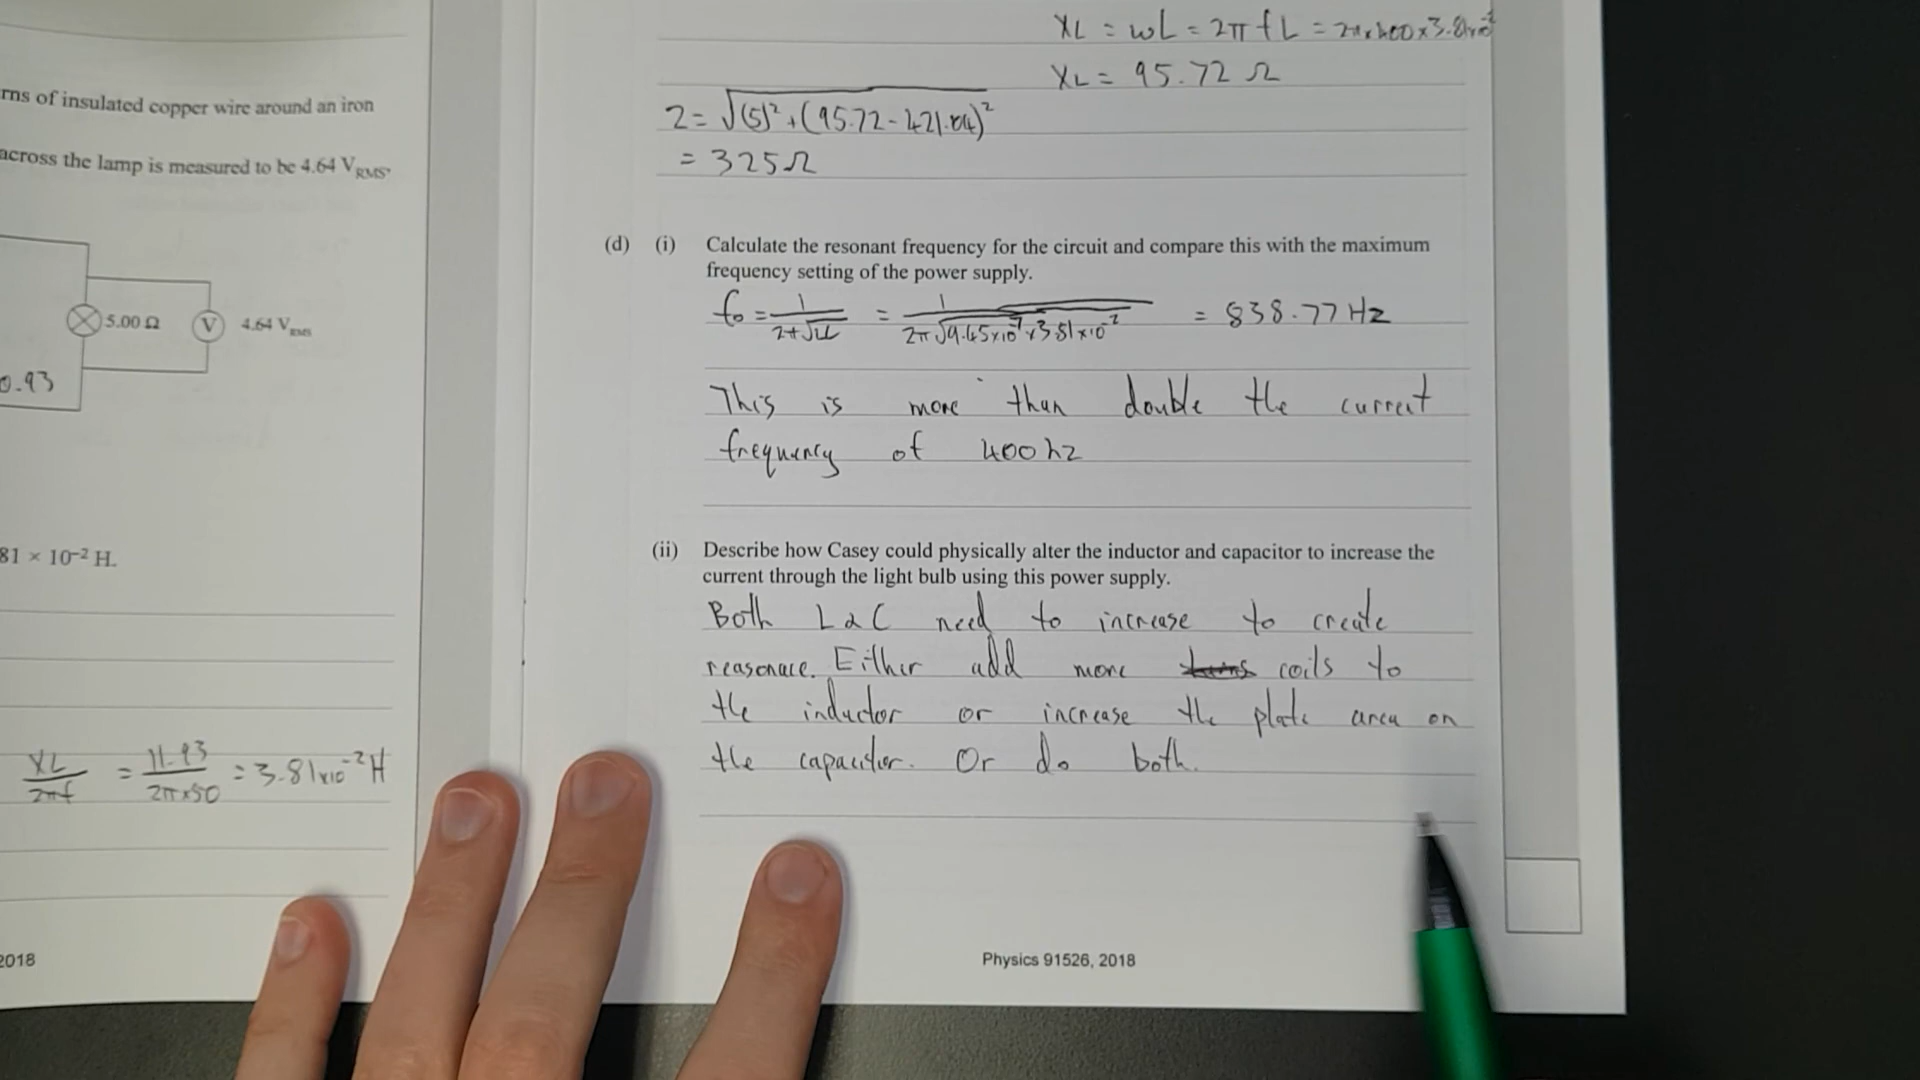 rns of insulated copper wire around an iron
across the lamp is measured to be 4.64 V_RMS.
5.00 Ω V 4.64 V_RMS
0.93
81 × 10⁻² H.
XL/2πf = 11.93/2π×50 = 3.81×10⁻² H
2018
XL = ωL = 2πfL = 2π×400×3.81×10⁻²
XL = 95.72 Ω
Z = √(5)² + (95.72 - 421.04)²
= 325Ω
(d) (i) Calculate the resonant frequency for the circuit and compare this with the maximum
frequency setting of the power supply.
f₀ = 1/2π√LC = 1/2π√9.45×10⁻⁷×3.81×10⁻² = 838.77 Hz
This is more than double the current
frequency of 400hz
(ii) Describe how Casey could physically alter the inductor and capacitor to increase the
current through the light bulb using this power supply.
Both L & C need to increase to create
reasonace. Either add more turns coils to
the inductor or increase the plate area on
the capacitor. Or do both.
Physics 91526, 2018